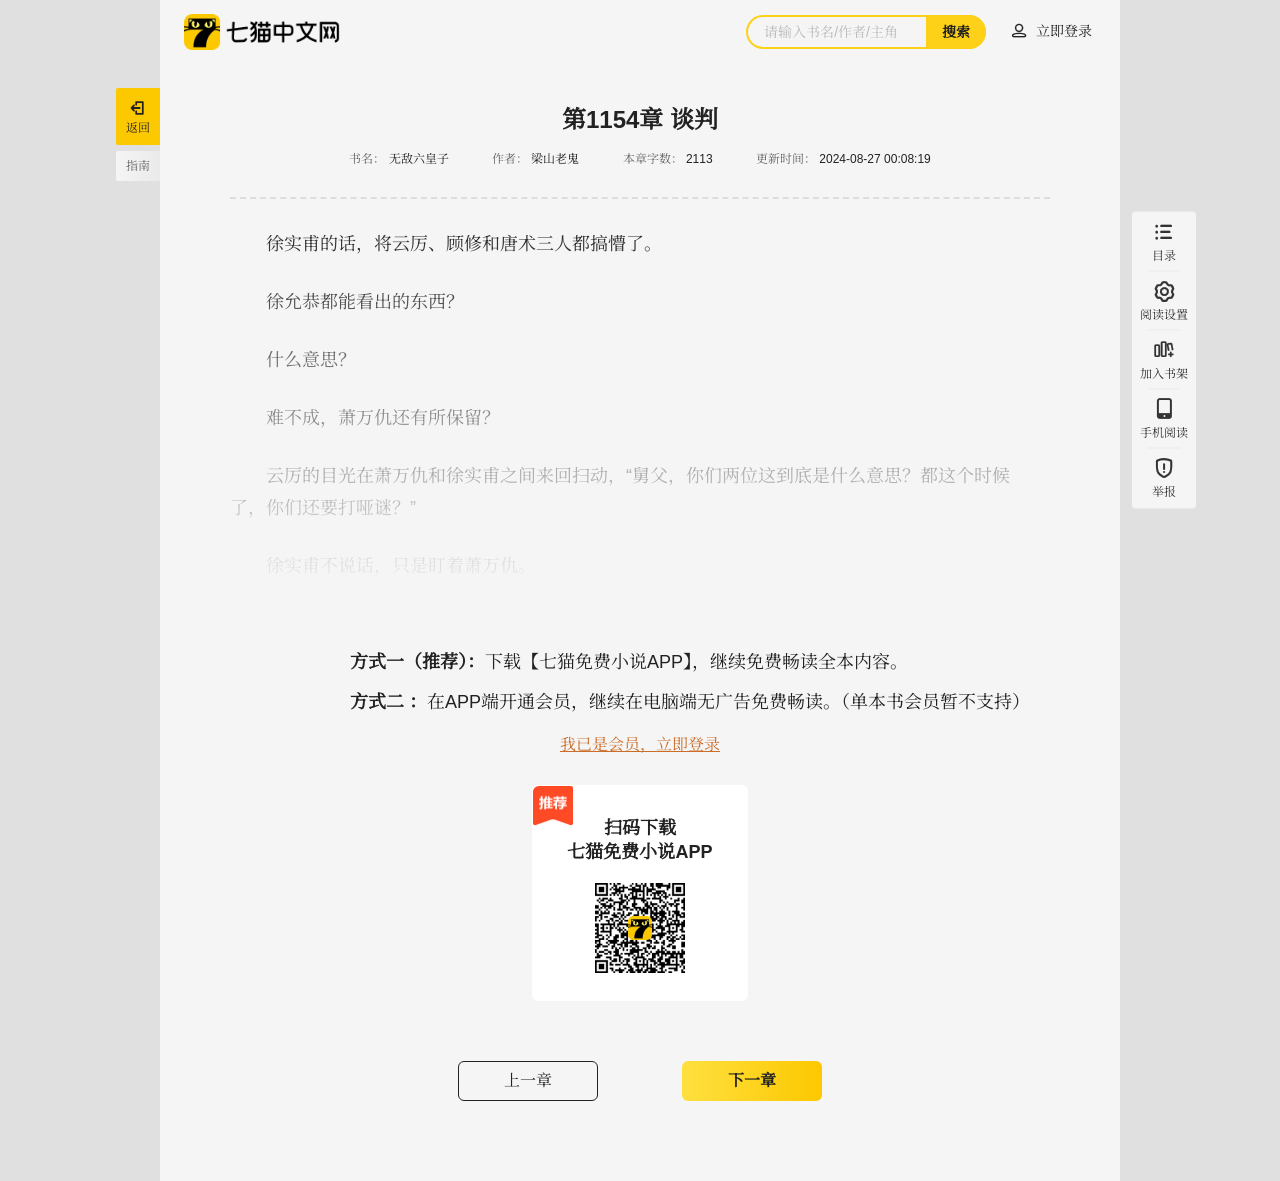 七猫中文网
请输入书名/作者/主角
搜索
立即登录
返回
指南
第1154章 谈判
书名： 无敌六皇子 作者： 梁山老鬼 本章字数： 2113 更新时间： 2024-08-27 00:08:19
徐实甫的话，将云厉、顾修和唐术三人都搞懵了。
徐允恭都能看出的东西？
什么意思？
难不成，萧万仇还有所保留？
云厉的目光在萧万仇和徐实甫之间来回扫动，“舅父，你们两位这到底是什么意思？都这个时候
了，你们还要打哑谜？”
徐实甫不说话，只是盯着萧万仇。
目录
阅读设置
加入书架
手机阅读
举报
方式一（推荐）：下载【七猫免费小说APP】，继续免费畅读全本内容。
方式二 ：在APP端开通会员，继续在电脑端无广告免费畅读。（单本书会员暂不支持）
我已是会员，立即登录
推荐
扫码下载
七猫免费小说APP
上一章
下一章